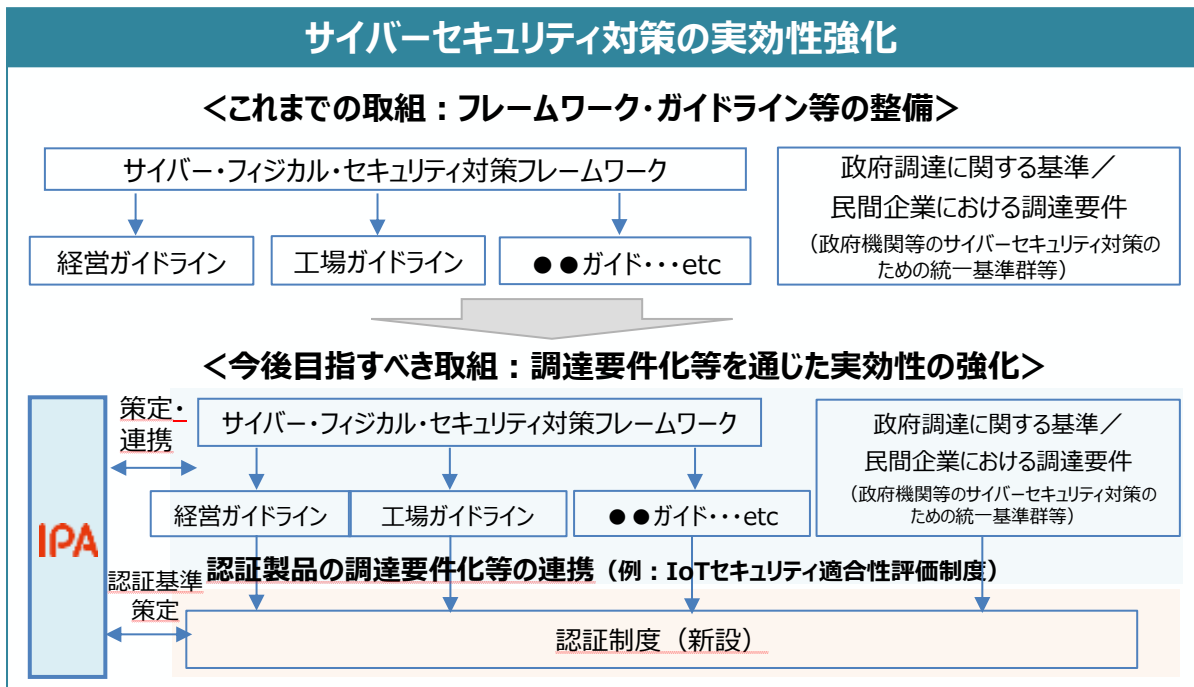 サイバーセキュリティ対策の実効性強化
＜これまでの取組：フレームワーク・ガイドライン等の整備＞
サイバー・フィジカル・セキュリティ対策フレームワーク
経営ガイドライン
工場ガイドライン
●●ガイド・・・etc
政府調達に関する基準／
民間企業における調達要件
（政府機関等のサイバーセキュリティ対策の
ための統一基準群等）
＜今後目指すべき取組：調達要件化等を通じた実効性の強化＞
IPA
策定・
連携
サイバー・フィジカル・セキュリティ対策フレームワーク
経営ガイドライン
工場ガイドライン
●●ガイド・・・etc
政府調達に関する基準／
民間企業における調達要件
（政府機関等のサイバーセキュリティ対策の
ための統一基準群等）
認証製品の調達要件化等の連携（例：IoTセキュリティ適合性評価制度）
認証基準
策定
認証制度（新設）